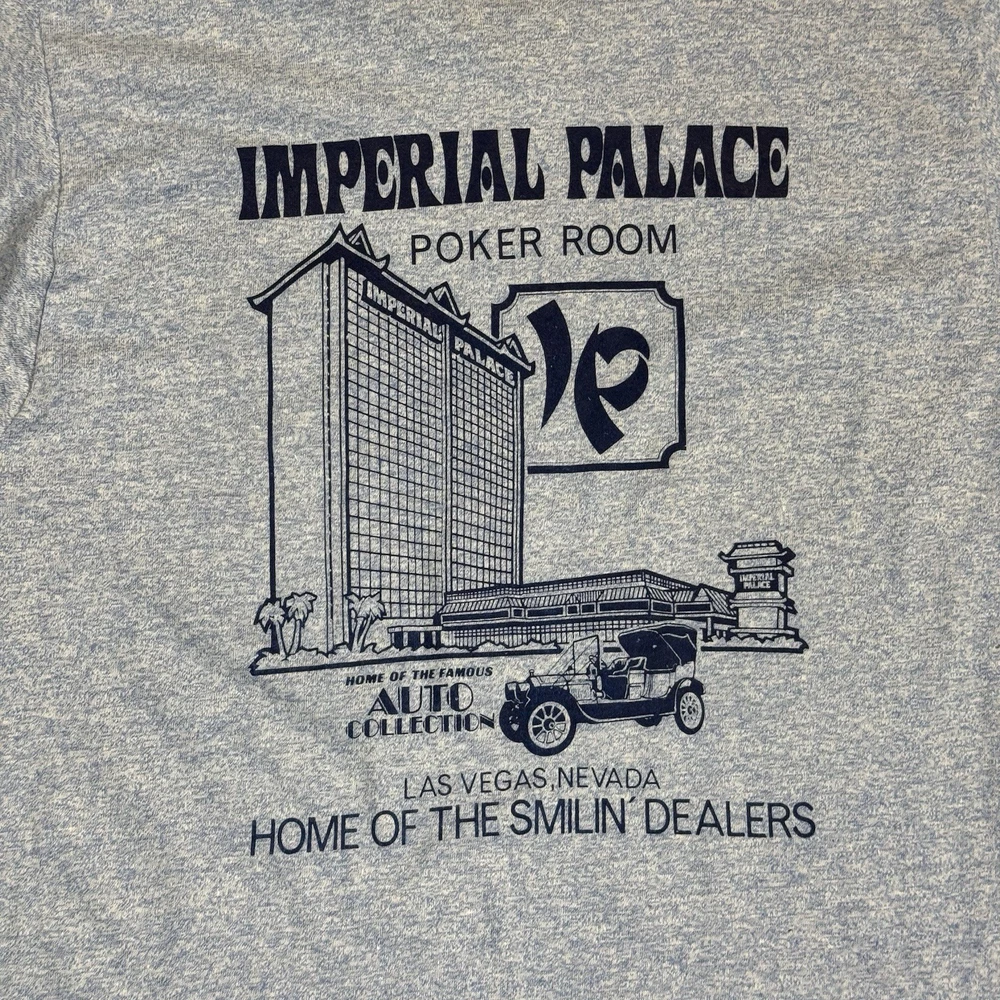 IMPERIAL PALACE
POKER ROOM
IMPERIAL PALACE
IP
IMPERIAL
PALACE
HOME OF THE FAMOUS
AUTO
COLLECTION
LAS VEGAS, NEVADA
HOME OF THE SMILIN' DEALERS